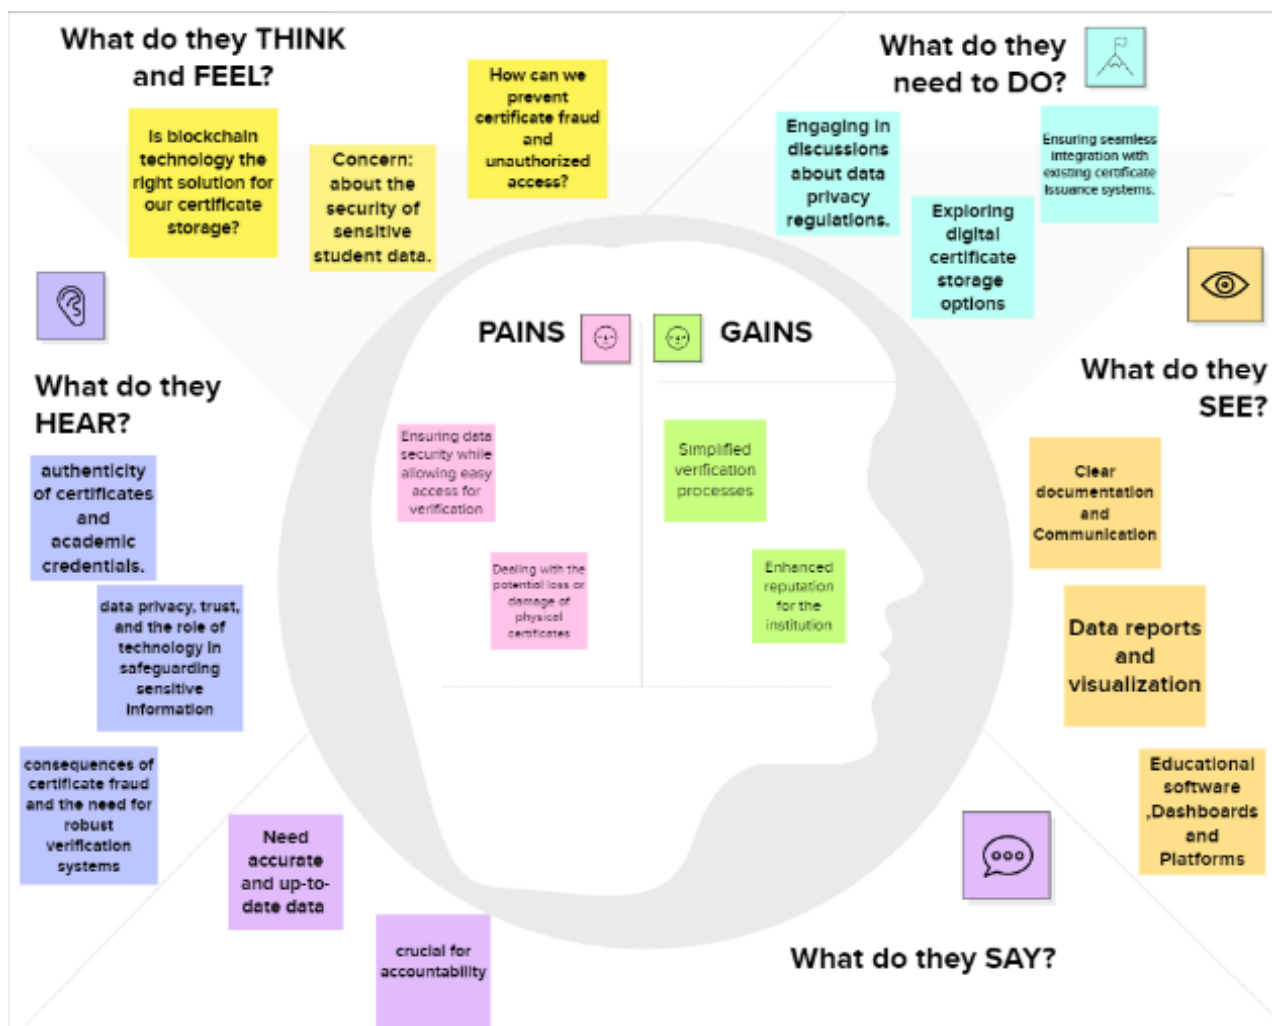 What do they THINK
and FEEL?
Is blockchain
technology the
right solution for
our certificate
storage?
Concern:
about the
security of
sensitive
student data.
How can we
prevent
certificate fraud
and
unauthorized
access?
What do they
need to DO?
Engaging in
discussions
about data
privacy
regulations.
Exploring
digital
certificate
storage
options
Ensuring seamless
integration with
existing certificate
issuance systems.
What do they
HEAR?
authenticity
of certificates
and
academic
credentials.
data privacy, trust,
and the role of
technology in
safeguarding
sensitive
information
consequences of
certificate fraud
and the need for
robust
verification
systems
PAINS
Ensuring data
security while
allowing easy
access for
verification
Dealing with the
potential loss or
damage of
physical
certificates
GAINS
Simplified
verification
processes
Enhanced
reputation
for the
institution
What do they
SEE?
Clear
documentation
and
Communication
Data reports
and
visualization
Educational
software
,Dashboards
and
Platforms
Need
accurate
and up-to-
date data
crucial for
accountability
What do they SAY?